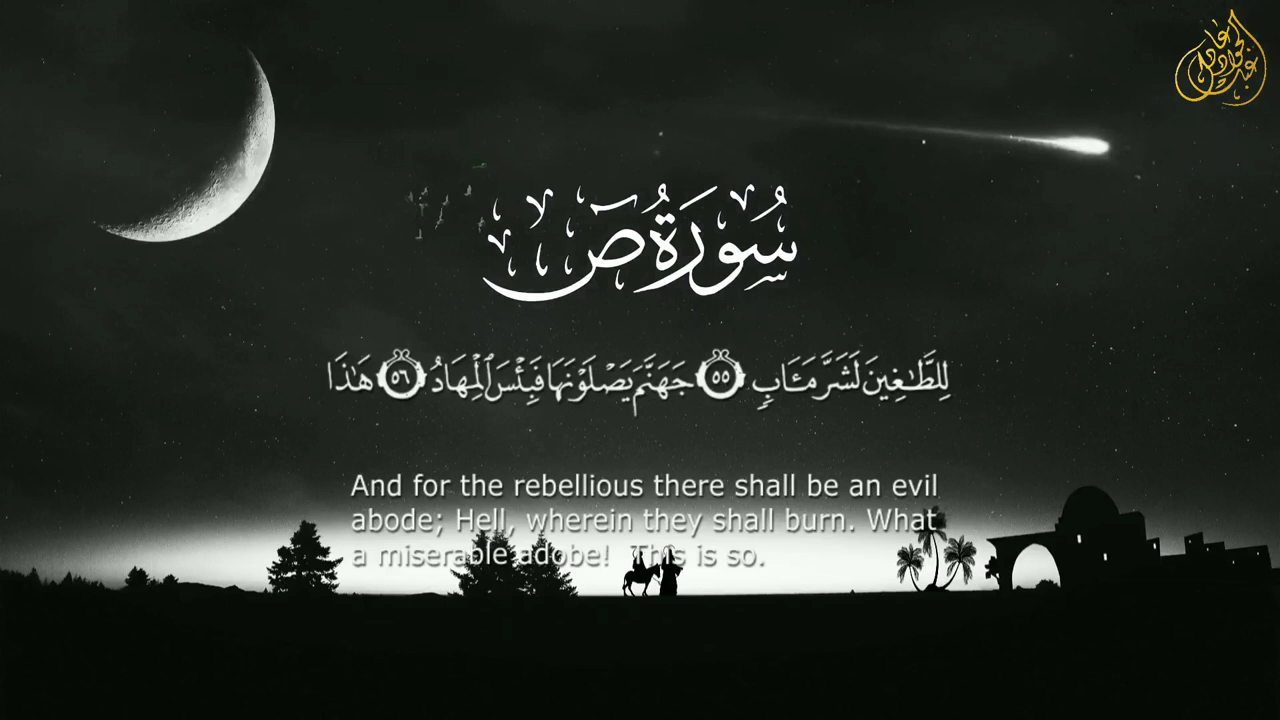 سُورَةُ صٓ
لِلطَّٰغِينَ لَشَرَّ مَـَٔابٖ ٥٥ جَهَنَّمَ يَصۡلَوۡنَهَا فَبِئۡسَ ٱلۡمِهَادُ ٥٦ هَٰذَا
And for the rebellious there shall be an evil
abode; Hell, wherein they shall burn. What
a miserable adobe! This is so.